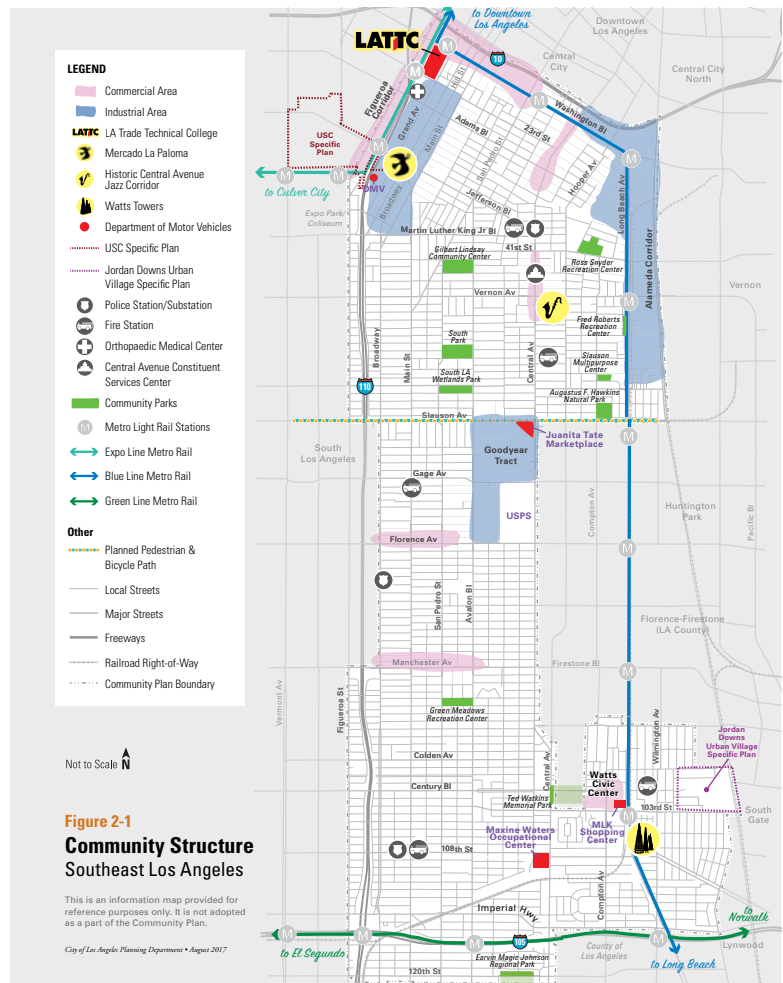 LEGEND
Commercial Area
Industrial Area
LATTC LA Trade Technical College
Mercado La Paloma
Historic Central Avenue
Jazz Corridor
Watts Towers
Department of Motor Vehicles
USC Specific Plan
Jordan Downs Urban
Village Specific Plan
Police Station/Substation
Fire Station
Orthopaedic Medical Center
Central Avenue Constituent
Services Center
Community Parks
M Metro Light Rail Stations
Expo Line Metro Rail
Blue Line Metro Rail
Green Line Metro Rail
Other
Planned Pedestrian &
Bicycle Path
Local Streets
Major Streets
Freeways
Railroad Right-of-Way
Community Plan Boundary
Not to Scale N
Figure 2-1
Community Structure
Southeast Los Angeles
This is an information map provided for
reference purposes only. It is not adopted
as a part of the Community Plan.
City of Los Angeles Planning Department • August 2017
to Downtown
Los Angeles
Downtown
Los Angeles
LATTC
M
10
Central
City
Central City
North
M
Hill St
Figueroa
Corridor
M
Washington Bl
Grand Av
Main St
Adams Bl
23rd St
USC
Specific
Plan
San Pedro St
M
M
Hooper Av
M
M
DMV
to Culver City
Long Beach Av
Jefferson Bl
Broadway
Expo Park/
Coliseum
Martin Luther King Jr Bl
41st St
Gilbert Lindsay
Community Center
Ross Snyder
Recreation Center
Alameda Corridor
Vernon Av
Vernon
M
Fred Roberts
Recreation
Center
Broadway
Main St
South
Park
Central Av
Slauson
Multipurpose
Center
South LA
Wetlands Park
110
Augustus F. Hawkins
Natural Park
Slauson Av
Juanita Tate
Marketplace
M
South
Los Angeles
Goodyear
Tract
Gage Av
Compton Av
Huntington
Park
Pacific Bl
USPS
Florence Av
M
San Pedro St
Avalon Bl
Florence-Firestone
(LA County)
Manchester Av
Firestone Bl
M
Vermont Av
Figueroa St
Green Meadows
Recreation Center
Wilmington Av
Jordan
Downs
Urban Village
Specific Plan
Colden Av
Central Av
Watts
Civic
Center
Century Bl
Ted Watkins
Memorial Park
103rd St
South
Gate
M
Maxine Waters
Occupational
Center
MLK
Shopping
Center
108th St
Compton Av
Imperial Hwy
to
Norwalk
M
M
M
105
M
to El Segundo
County of
Los Angeles
Lynwood
Earvin Magic Johnson
Regional Park
to Long Beach
120th St